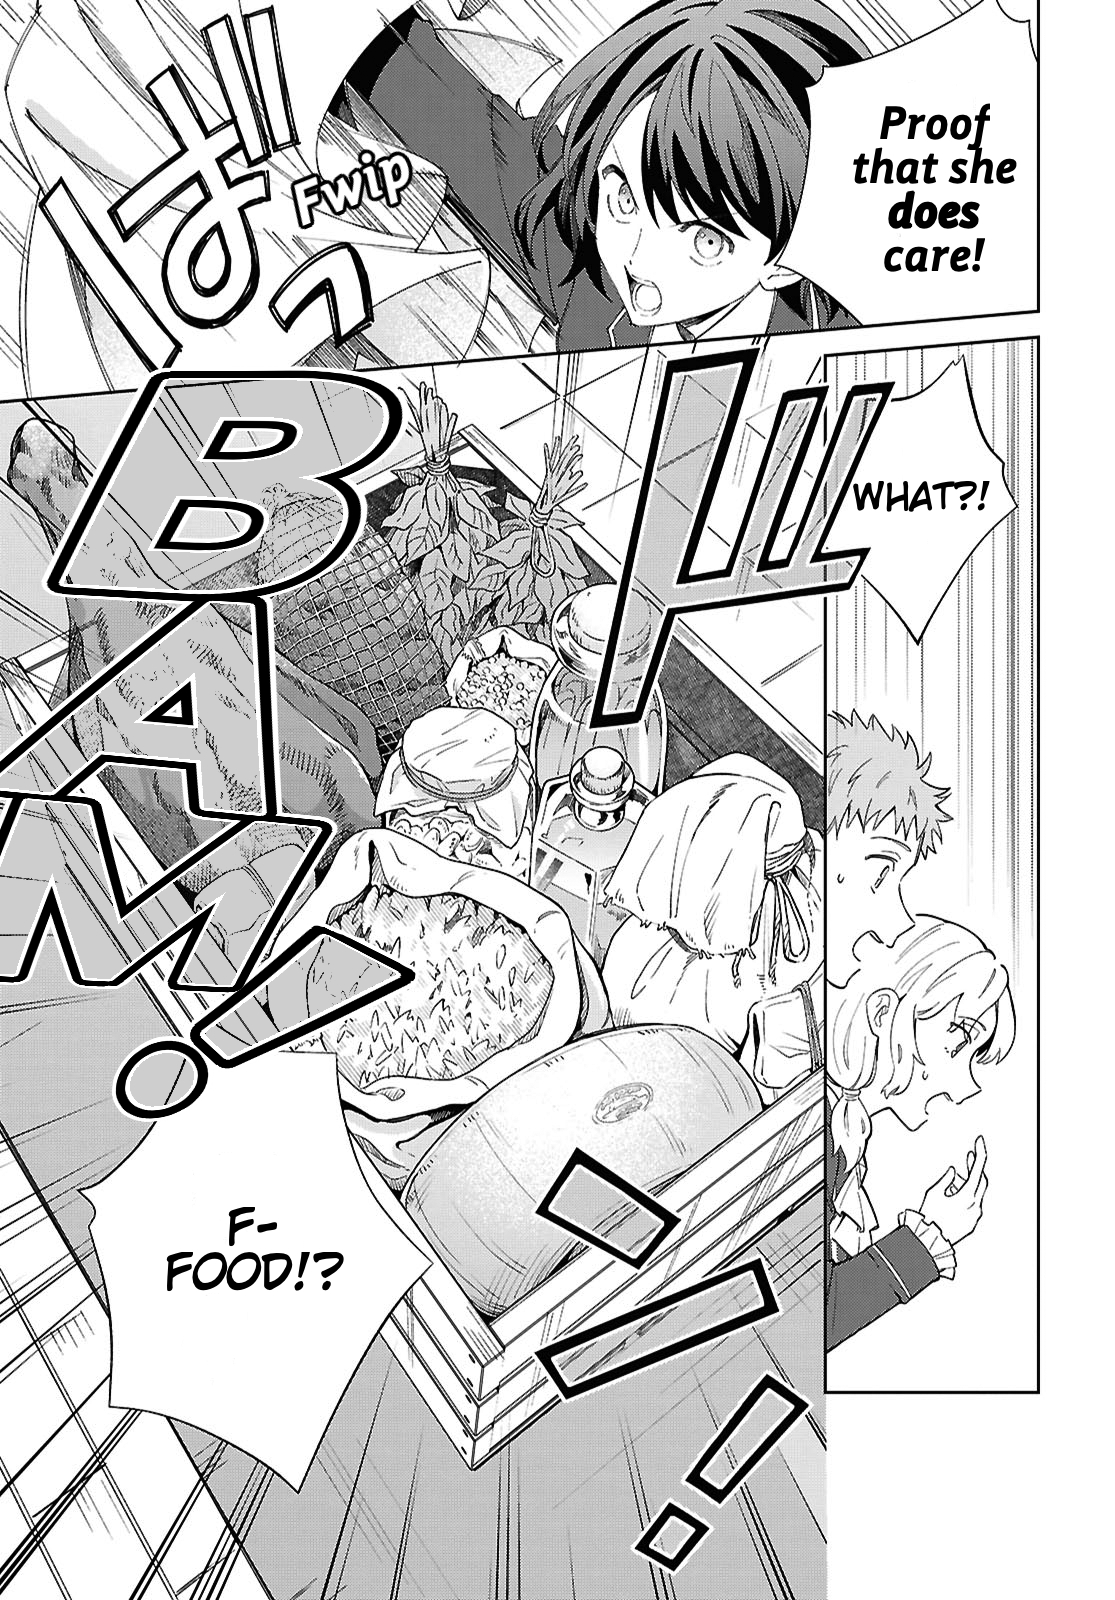 Proof
that she
does
care!
ばっ
Fwip
WHAT?!
BAM!
F-
FOOD!?